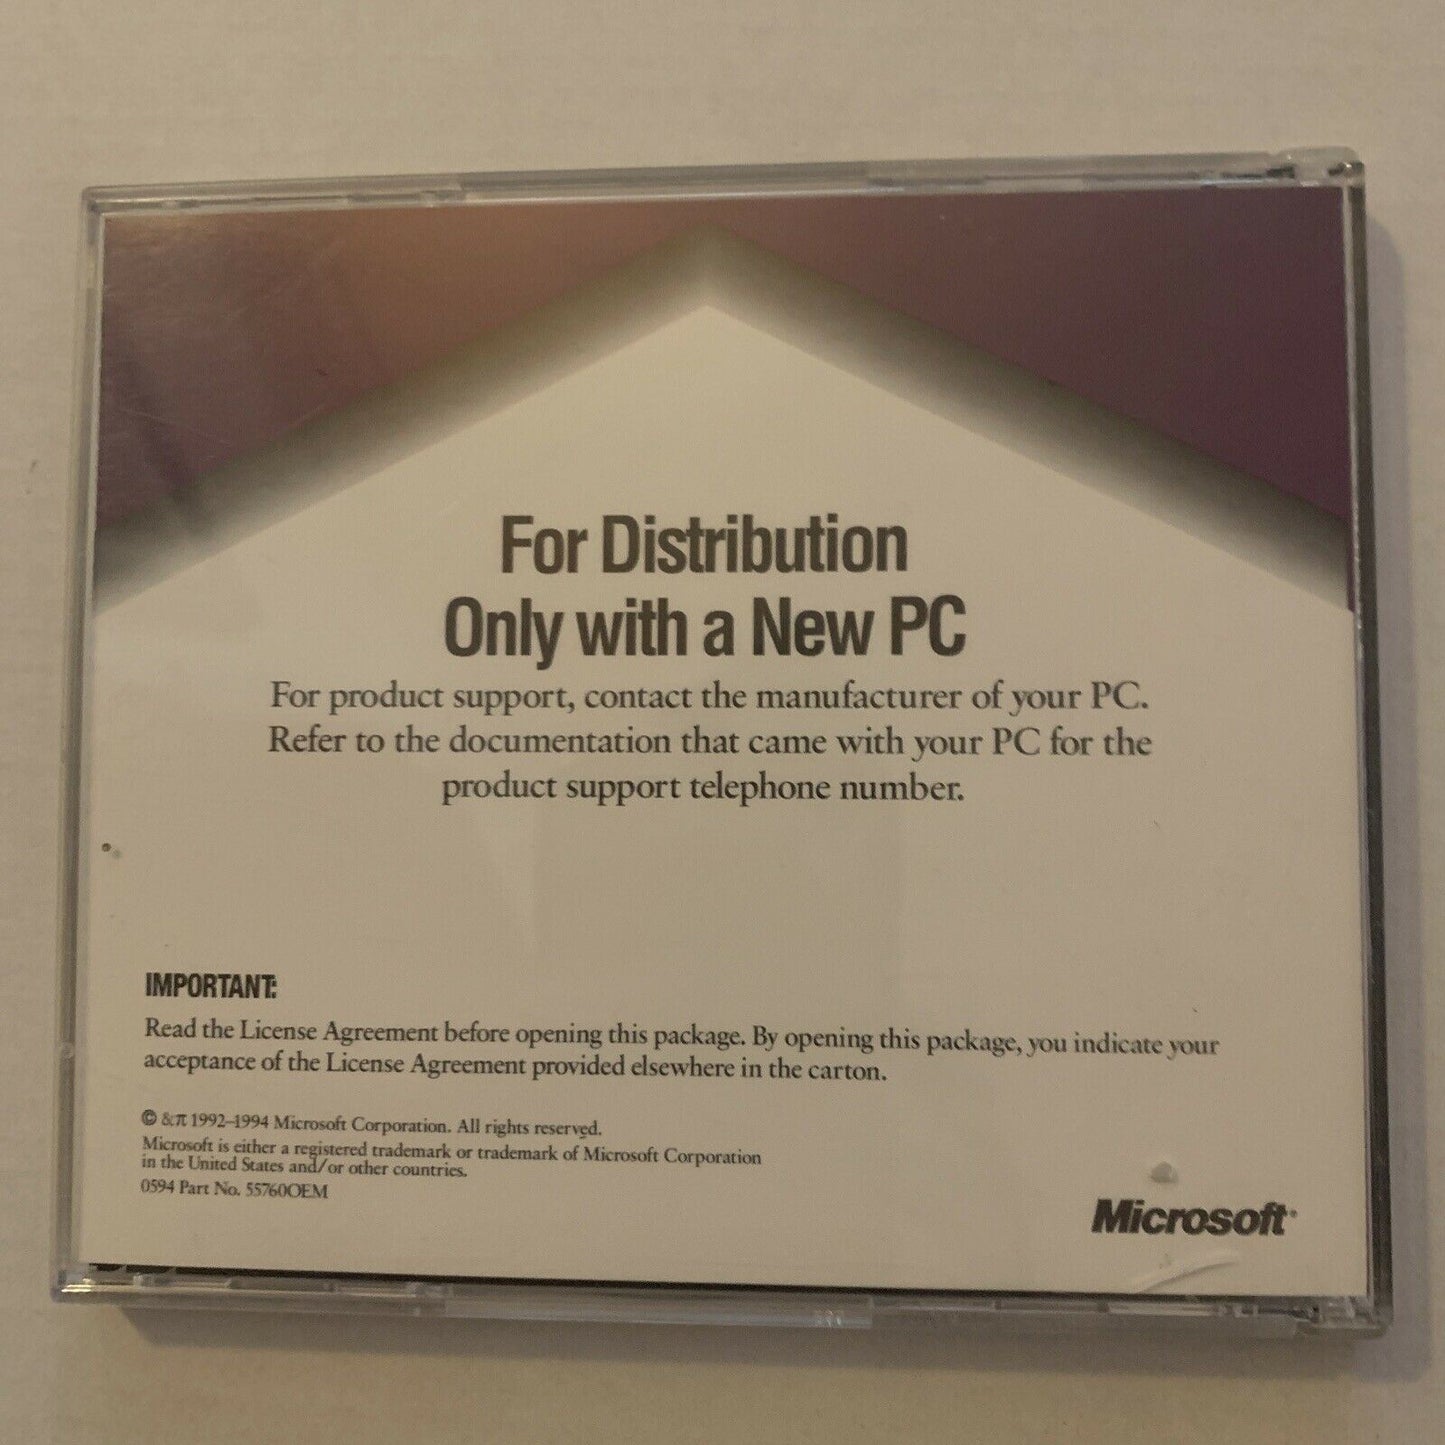 For Distribution
Only with a New PC
For product support, contact the manufacturer of your PC.
Refer to the documentation that came with your PC for the
product support telephone number.
IMPORTANT:
Read the License Agreement before opening this package. By opening this package, you indicate your
acceptance of the License Agreement provided elsewhere in the carton.
© & ℗ 1992–1994 Microsoft Corporation. All rights reserved.
Microsoft is either a registered trademark or trademark of Microsoft Corporation
in the United States and/or other countries.
0594 Part No. 55760OEM
Microsoft®